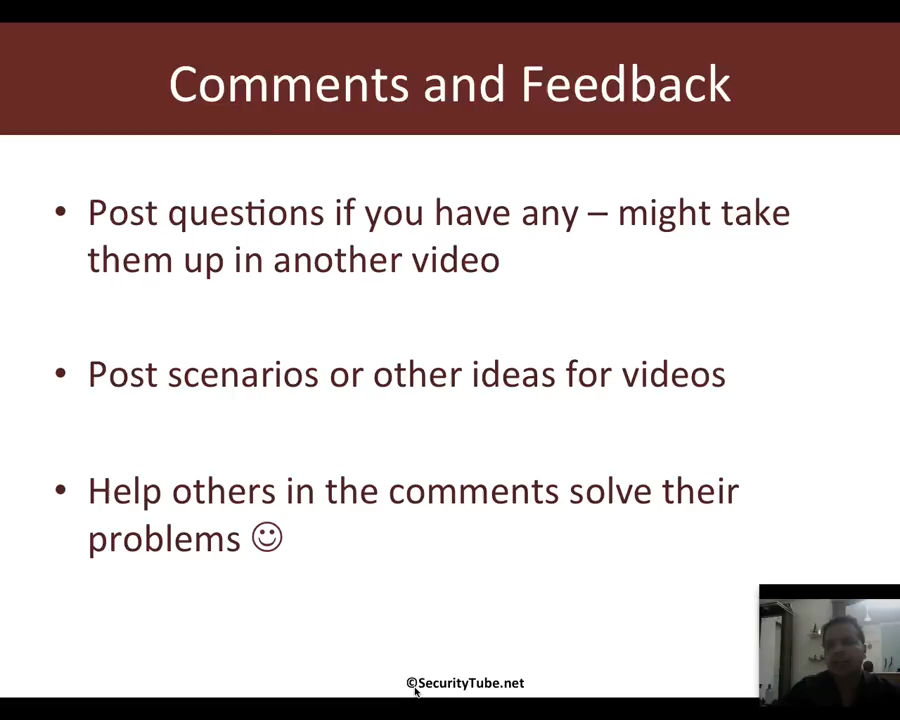 Comments and Feedback
• Post questions if you have any – might take
them up in another video
• Post scenarios or other ideas for videos
• Help others in the comments solve their
problems ☺
©SecurityTube.net